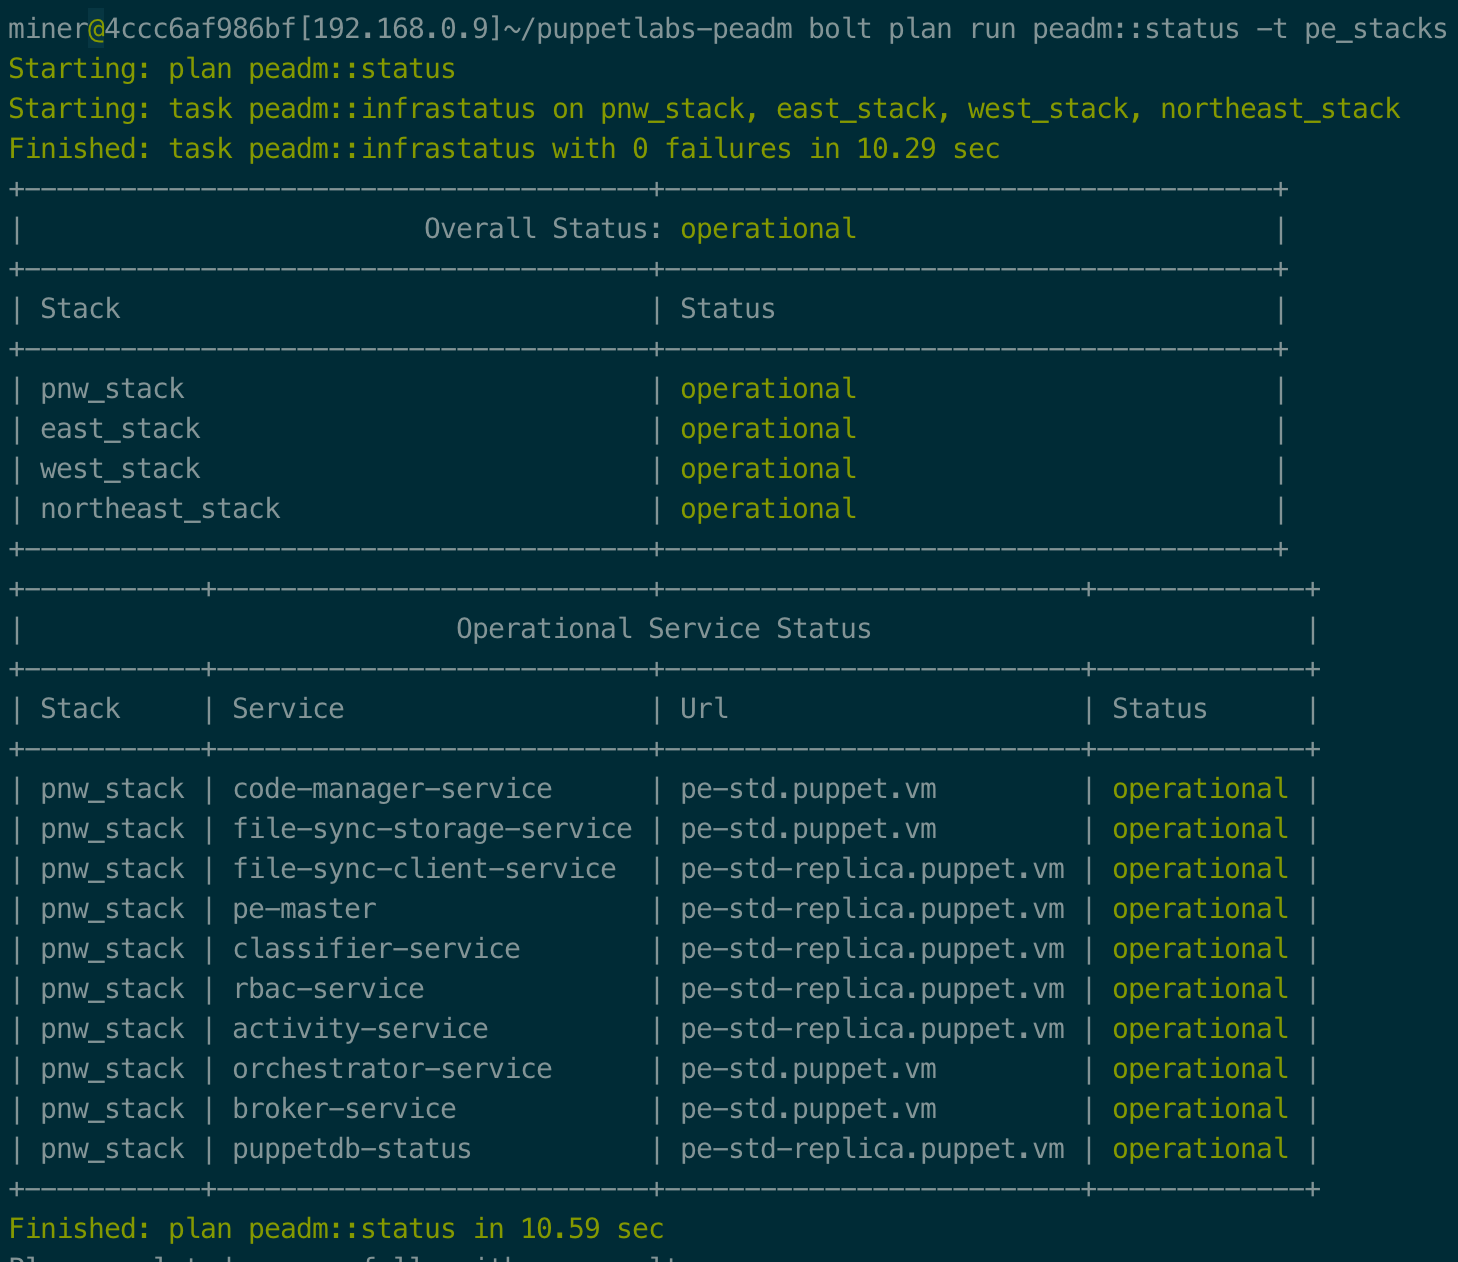 miner@4ccc6af986bf[192.168.0.9]~/puppetlabs-peadm bolt plan run peadm::status -t pe_stacks
Starting: plan peadm::status
Starting: task peadm::infrastatus on pnw_stack, east_stack, west_stack, northeast_stack
Finished: task peadm::infrastatus with 0 failures in 10.29 sec
+---------------------------------------+--------------------------------------+
|                         Overall Status: operational                          |
+---------------------------------------+--------------------------------------+
| Stack                                 | Status                               |
+---------------------------------------+--------------------------------------+
| pnw_stack                             | operational                          |
| east_stack                            | operational                          |
| west_stack                            | operational                          |
| northeast_stack                       | operational                          |
+---------------------------------------+--------------------------------------+
+-----------+---------------------------+--------------------------+-------------+
|                           Operational Service Status                           |
+-----------+---------------------------+--------------------------+-------------+
| Stack     | Service                   | Url                      | Status      |
+-----------+---------------------------+--------------------------+-------------+
| pnw_stack | code-manager-service      | pe-std.puppet.vm         | operational |
| pnw_stack | file-sync-storage-service | pe-std.puppet.vm         | operational |
| pnw_stack | file-sync-client-service  | pe-std-replica.puppet.vm | operational |
| pnw_stack | pe-master                 | pe-std-replica.puppet.vm | operational |
| pnw_stack | classifier-service        | pe-std-replica.puppet.vm | operational |
| pnw_stack | rbac-service              | pe-std-replica.puppet.vm | operational |
| pnw_stack | activity-service          | pe-std-replica.puppet.vm | operational |
| pnw_stack | orchestrator-service      | pe-std.puppet.vm         | operational |
| pnw_stack | broker-service            | pe-std.puppet.vm         | operational |
| pnw_stack | puppetdb-status           | pe-std-replica.puppet.vm | operational |
+-----------+---------------------------+--------------------------+-------------+
Finished: plan peadm::status in 10.59 sec